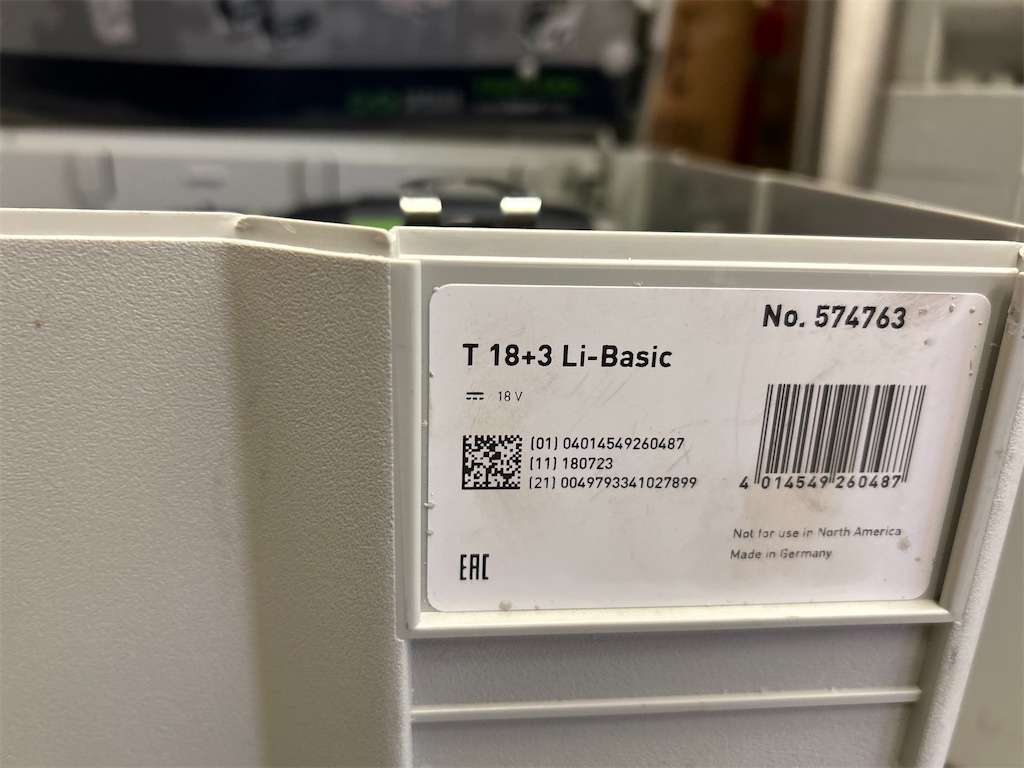 No. 574763
T 18+3 Li-Basic
18 V
(01) 04014549260487
(11) 180723
(21) 0049793341027899
4 014549 260487
Not for use in North America
Made in Germany
EAC